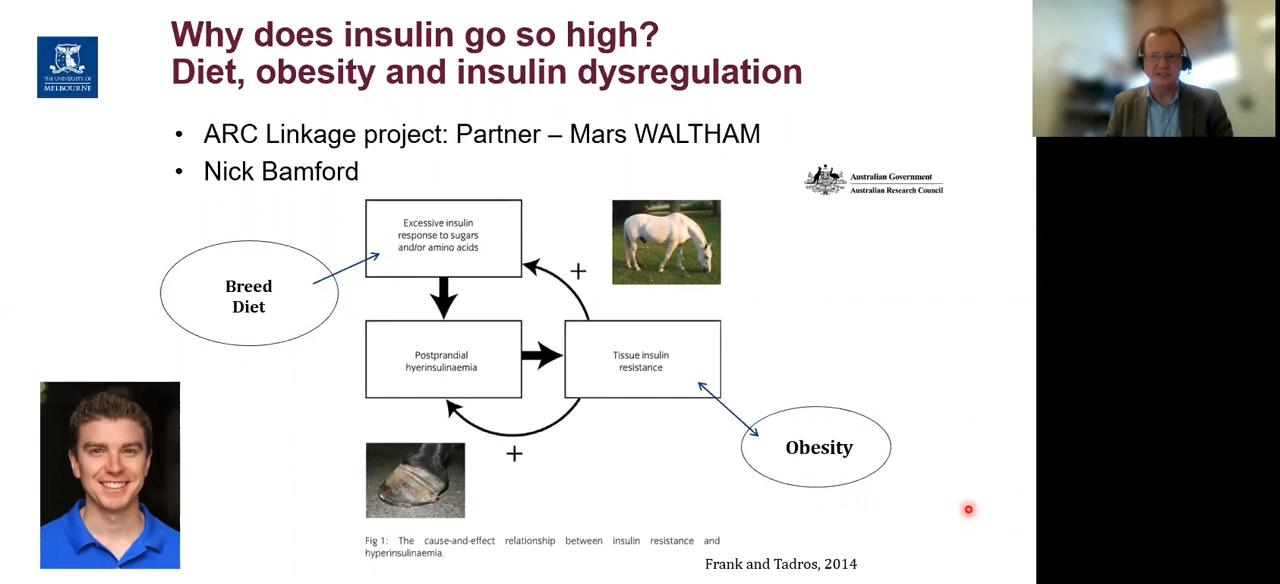 Why does insulin go so high?
Diet, obesity and insulin dysregulation
THE UNIVERSITY OF
MELBOURNE
• ARC Linkage project: Partner – Mars WALTHAM
• Nick Bamford
Australian Government
Australian Research Council
Excessive insulin
response to sugars
and/or amino acids
+
Breed
Diet
Postprandial
hyerinsulinaemia
Tissue insulin
resistance
+
Obesity
Fig 1: The cause-and-effect relationship between insulin resistance and
hyperinsulinaemia.
Frank and Tadros, 2014